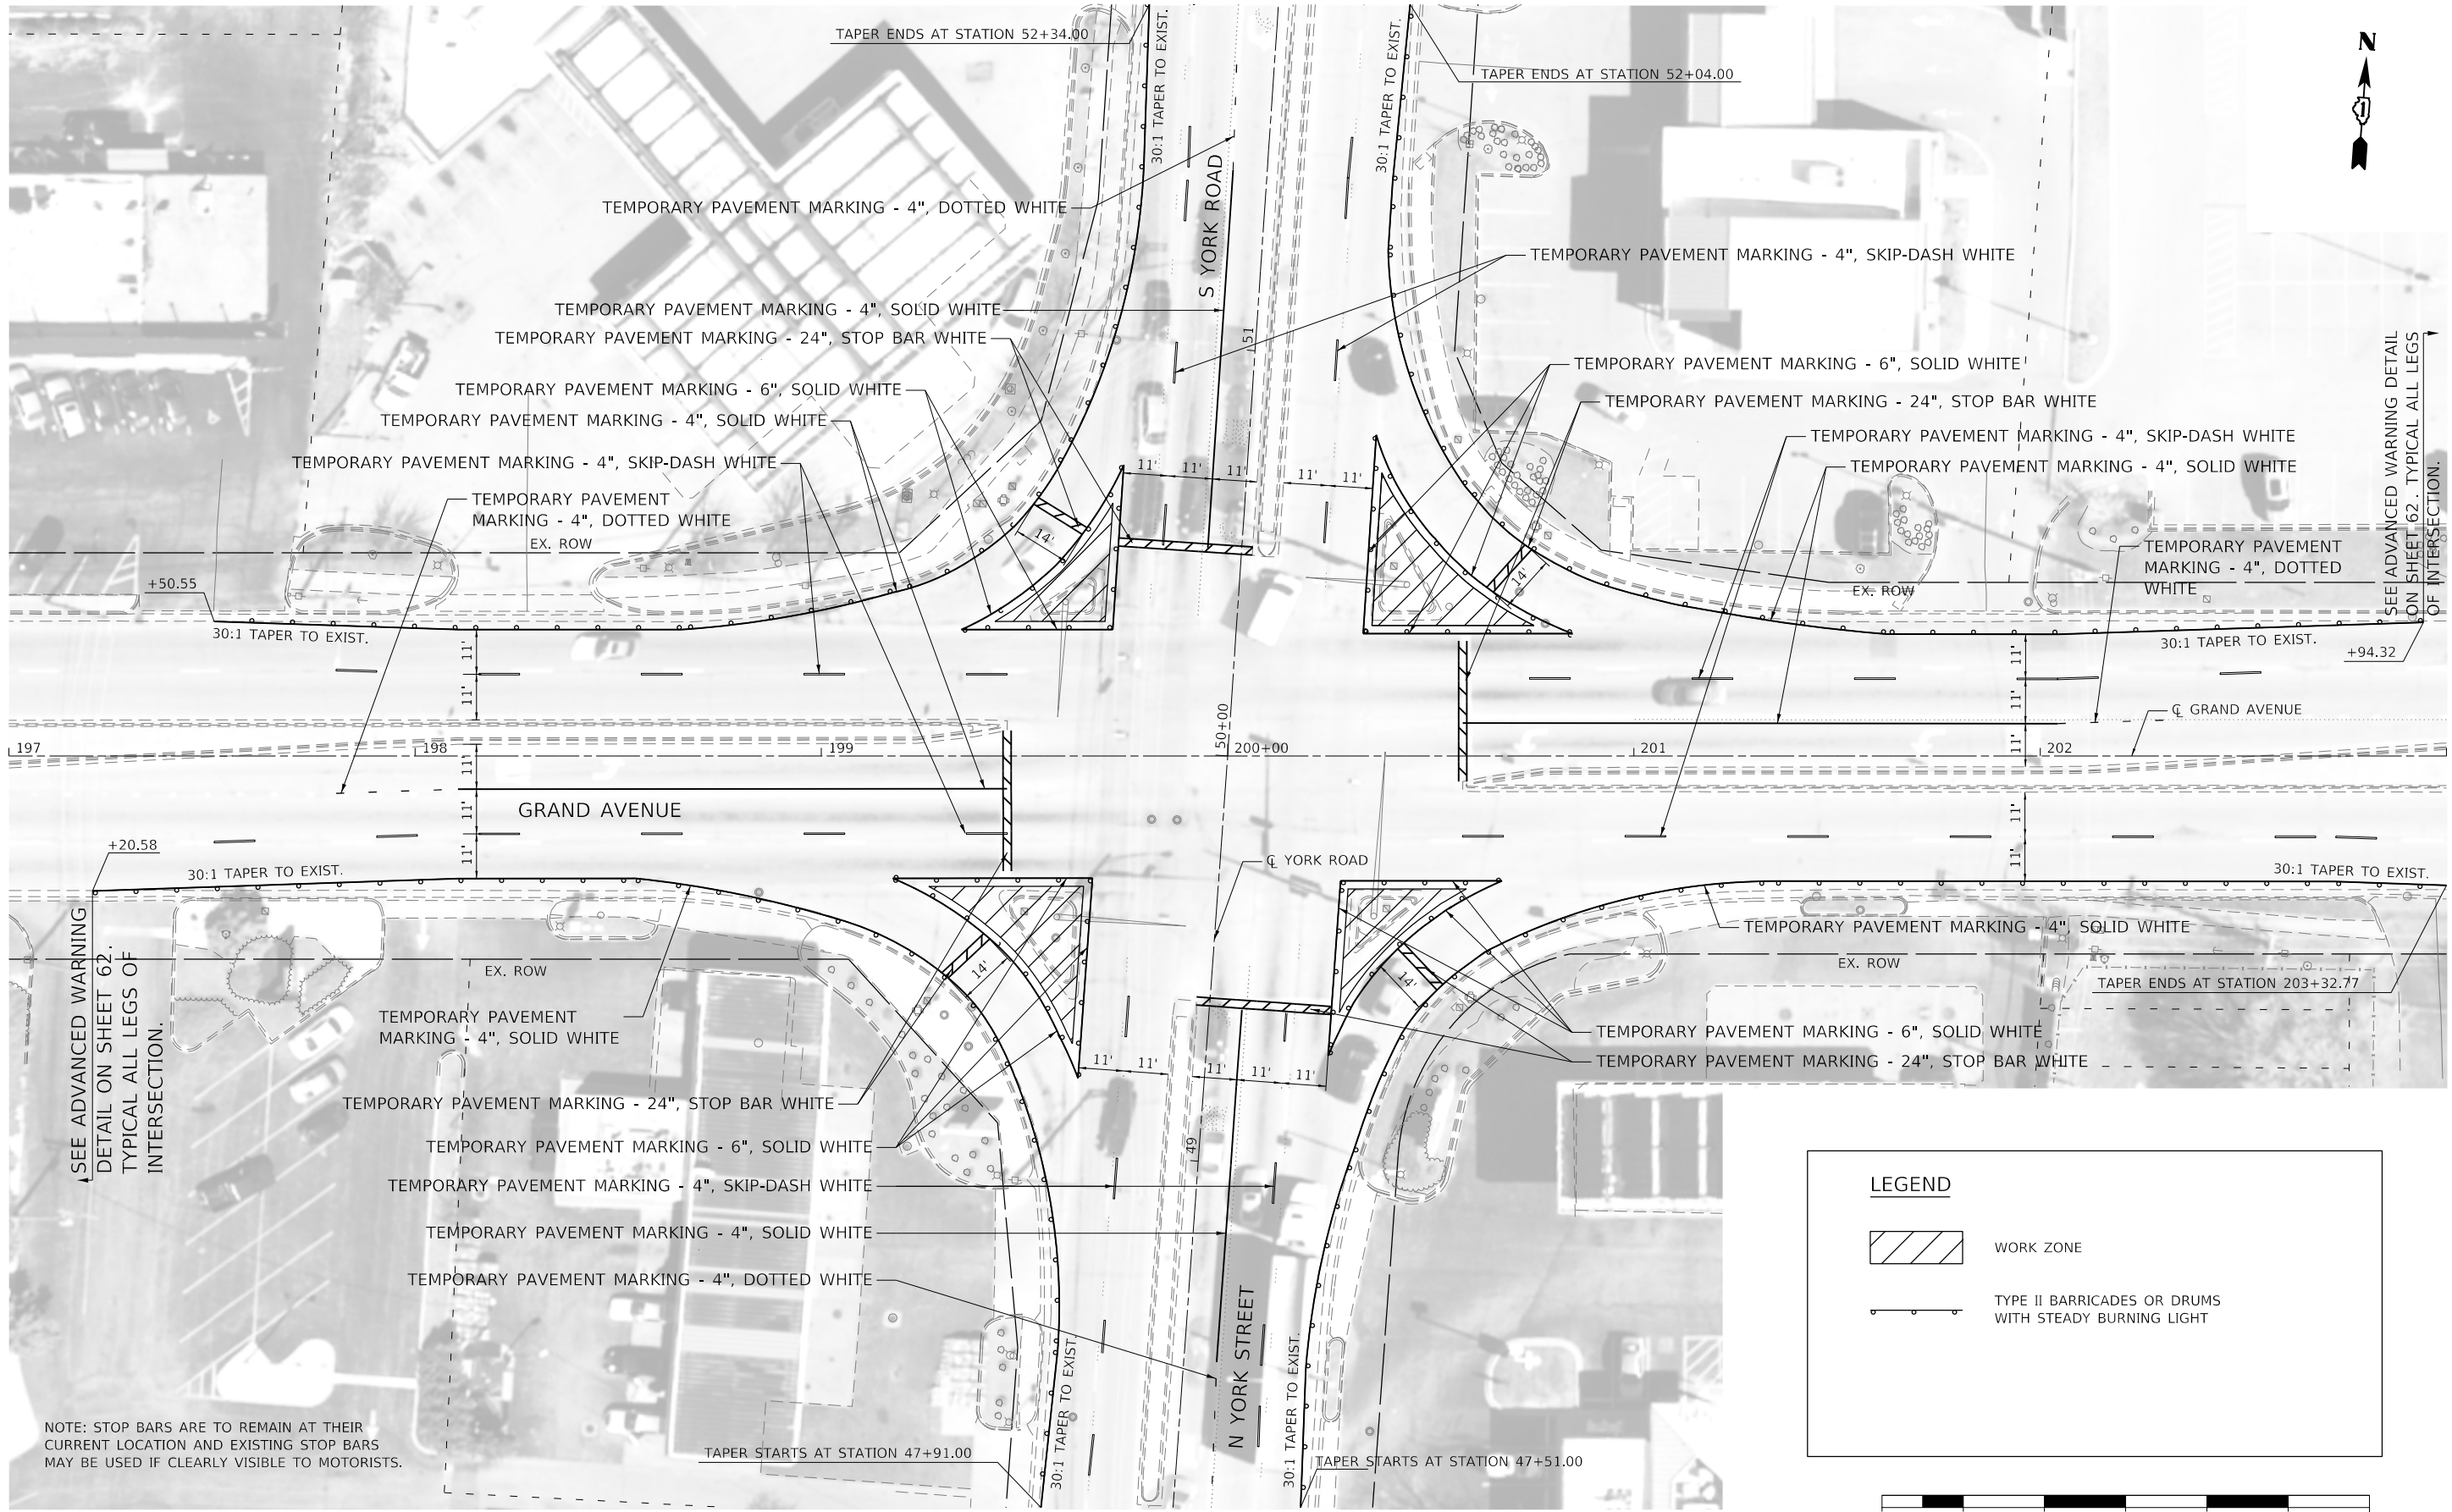 TAPER ENDS AT STATION 52+34.00
30:1 TAPER TO EXIST.
30:1 TAPER TO EXIST.
TAPER ENDS AT STATION 52+04.00
N
1
TEMPORARY PAVEMENT MARKING - 4", DOTTED WHITE
S YORK ROAD
TEMPORARY PAVEMENT MARKING - 4", SKIP-DASH WHITE
TEMPORARY PAVEMENT MARKING - 4", SOLID WHITE
TEMPORARY PAVEMENT MARKING - 24", STOP BAR WHITE
51
TEMPORARY PAVEMENT MARKING - 6", SOLID WHITE
TEMPORARY PAVEMENT MARKING - 6", SOLID WHITE
TEMPORARY PAVEMENT MARKING - 24", STOP BAR WHITE
TEMPORARY PAVEMENT MARKING - 4", SOLID WHITE
TEMPORARY PAVEMENT MARKING - 4", SKIP-DASH WHITE
TEMPORARY PAVEMENT MARKING - 4", SKIP-DASH WHITE
TEMPORARY PAVEMENT MARKING - 4", SOLID WHITE
SEE ADVANCED WARNING DETAIL
ON SHEET 62. TYPICAL ALL LEGS
OF INTERSECTION.
11' 11' 11' 11' 11'
TEMPORARY PAVEMENT
MARKING - 4", DOTTED WHITE
EX. ROW
14'
14'
TEMPORARY PAVEMENT
MARKING - 4", DOTTED
WHITE
EX. ROW
+50.55
30:1 TAPER TO EXIST.
30:1 TAPER TO EXIST.
+94.32
11'
11'
11'
11'
℄ GRAND AVENUE
197
198
199
50+00
200+00
201
202
11'
11'
11'
11'
11'
11'
GRAND AVENUE
+20.58
30:1 TAPER TO EXIST.
℄ YORK ROAD
30:1 TAPER TO EXIST.
TEMPORARY PAVEMENT MARKING - 4", SOLID WHITE
EX. ROW
EX. ROW
14'
14'
TAPER ENDS AT STATION 203+32.77
SEE ADVANCED WARNING
DETAIL ON SHEET 62.
TYPICAL ALL LEGS OF
INTERSECTION.
TEMPORARY PAVEMENT
MARKING - 4", SOLID WHITE
TEMPORARY PAVEMENT MARKING - 6", SOLID WHITE
TEMPORARY PAVEMENT MARKING - 24", STOP BAR WHITE
11' 11' 11' 11' 11'
TEMPORARY PAVEMENT MARKING - 24", STOP BAR WHITE
TEMPORARY PAVEMENT MARKING - 6", SOLID WHITE
49
TEMPORARY PAVEMENT MARKING - 4", SKIP-DASH WHITE
TEMPORARY PAVEMENT MARKING - 4", SOLID WHITE
TEMPORARY PAVEMENT MARKING - 4", DOTTED WHITE
N YORK STREET
30:1 TAPER TO EXIST.
30:1 TAPER TO EXIST.
LEGEND
WORK ZONE
TYPE II BARRICADES OR DRUMS
WITH STEADY BURNING LIGHT
NOTE: STOP BARS ARE TO REMAIN AT THEIR
CURRENT LOCATION AND EXISTING STOP BARS
MAY BE USED IF CLEARLY VISIBLE TO MOTORISTS.
TAPER STARTS AT STATION 47+91.00
TAPER STARTS AT STATION 47+51.00